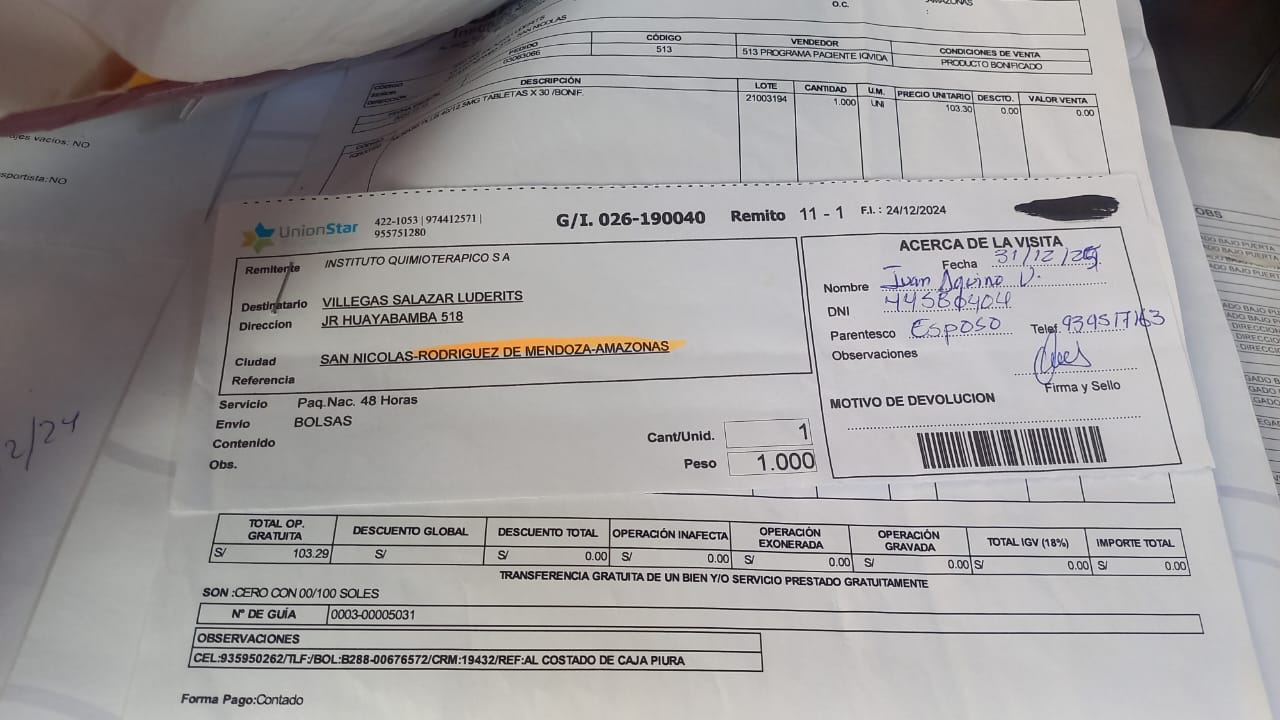 O.C.
AMAZONAS
:
CÓDIGO
513
VENDEDOR
513 PROGRAMA PACIENTE IQVIDA
CONDICIONES DE VENTA
PRODUCTO BONIFICADO
PEDIDO
DESCRIPCIÓN
TABLETAS X 30 /BONIF.
LOTE
21003194
CANTIDAD
1.000
U.M.
UNI
PRECIO UNITARIO
103.30
DESCTO.
0.00
VALOR VENTA
0.00
vacíos: NO
sportista:NO
2/24
UnionStar
422-1053 | 974412571 |
955751280
G/I. 026-190040
Remito 11 - 1
F.I. : 24/12/2024
Remitente INSTITUTO QUIMIOTERAPICO S A
Destinatario VILLEGAS SALAZAR LUDERITS
Direccion JR HUAYABAMBA 518
Ciudad SAN NICOLAS-RODRIGUEZ DE MENDOZA-AMAZONAS
Referencia
Servicio Paq.Nac. 48 Horas
Envio BOLSAS
Contenido
Obs.
Cant/Unid. 1
Peso 1.000
ACERCA DE LA VISITA
Fecha 31/12/
Nombre Juan Aquino V.
DNI
Parentesco Esposo Telef.
Observaciones
Firma y Sello
MOTIVO DE DEVOLUCION
OBS
TOTAL OP. GRATUITA
S/ 103.29
DESCUENTO GLOBAL
S/
DESCUENTO TOTAL
S/ 0.00
OPERACIÓN INAFECTA
S/ 0.00
OPERACIÓN EXONERADA
S/ 0.00
OPERACIÓN GRAVADA
S/ 0.00
TOTAL IGV (18%)
S/ 0.00
IMPORTE TOTAL
S/ 0.00
TRANSFERENCIA GRATUITA DE UN BIEN Y/O SERVICIO PRESTADO GRATUITAMENTE
SON :CERO CON 00/100 SOLES
N° DE GUÍA 0003-00005031
OBSERVACIONES
CEL:935950262/TLF:/BOL:B288-00676572/CRM:19432/REF:AL COSTADO DE CAJA PIURA
Forma Pago:Contado